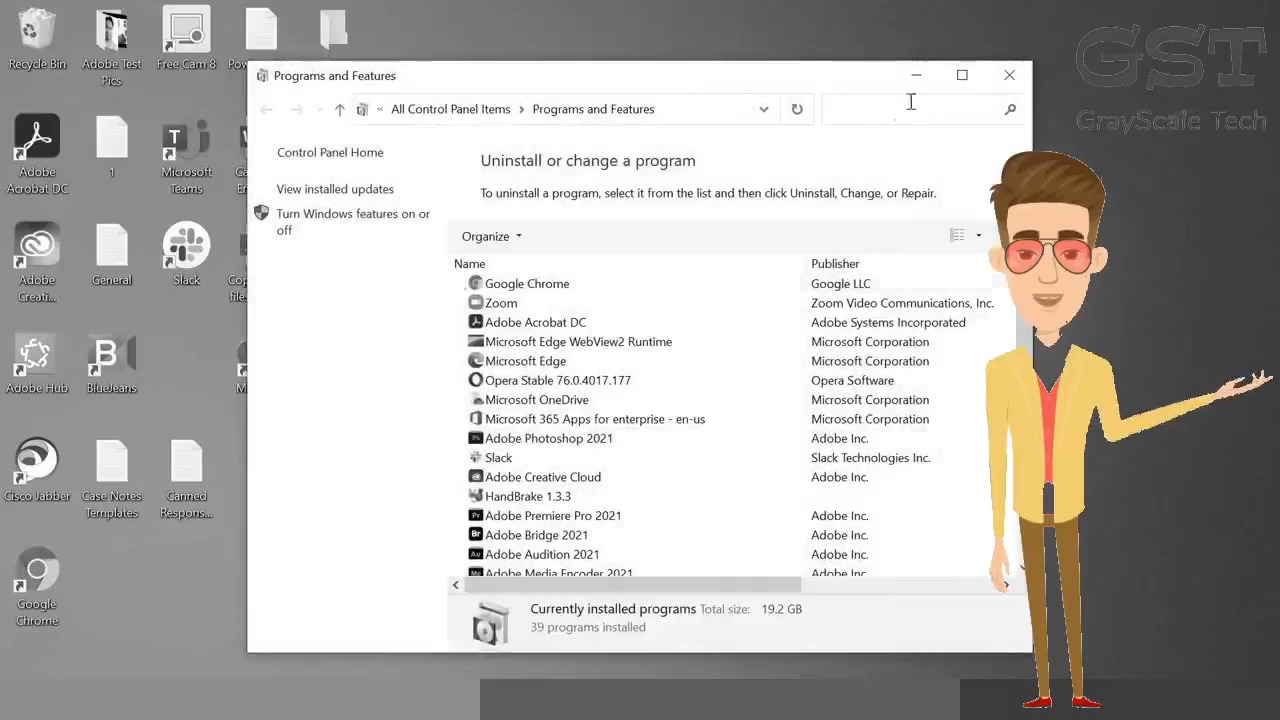 Recycle Bin
Adobe Test
Pics
Free Cam 8
Adobe
Acrobat DC
1
Microsoft
Teams
Adobe
Creati...
General
Slack
Adobe Hub
BlueJeans
Cisco Jabber
Case Notes
Templates
Canned
Respons...
Google
Chrome
Programs and Features
« All Control Panel Items > Programs and Features
Control Panel Home
View installed updates
Turn Windows features on or
off
Uninstall or change a program
To uninstall a program, select it from the list and then click Uninstall, Change, or Repair.
Organize
Name Publisher
Google Chrome Google LLC
Zoom Zoom Video Communications, Inc.
Adobe Acrobat DC Adobe Systems Incorporated
Microsoft Edge WebView2 Runtime Microsoft Corporation
Microsoft Edge Microsoft Corporation
Opera Stable 76.0.4017.177 Opera Software
Microsoft OneDrive Microsoft Corporation
Microsoft 365 Apps for enterprise - en-us Microsoft Corporation
Adobe Photoshop 2021 Adobe Inc.
Slack Slack Technologies Inc.
Adobe Creative Cloud Adobe Inc.
HandBrake 1.3.3
Pr Adobe Premiere Pro 2021 Adobe Inc.
Br Adobe Bridge 2021 Adobe Inc.
Au Adobe Audition 2021 Adobe Inc.
Adobe Media Encoder 2021 Adobe Inc.
Currently installed programs Total size: 19.2 GB
39 programs installed
GST
GrayScale Tech